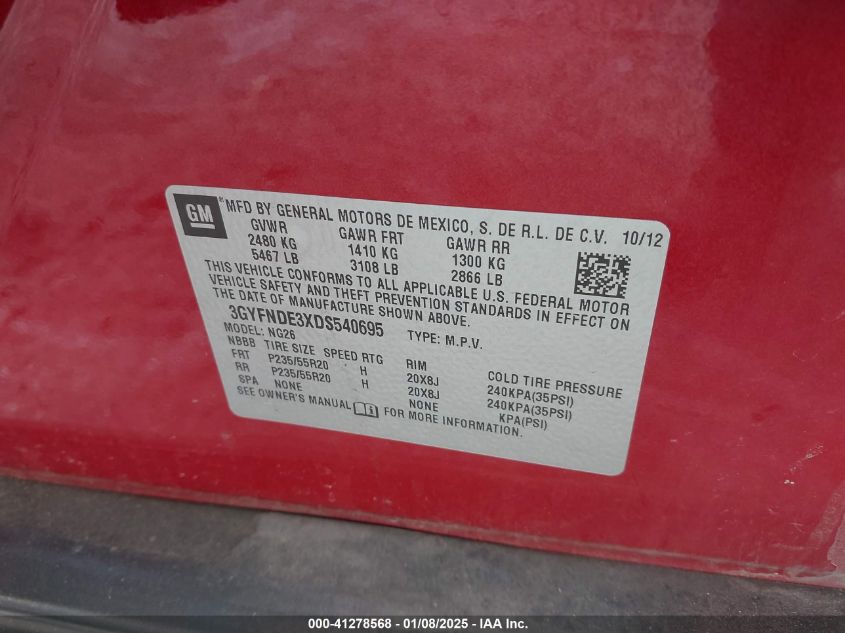 GM ® MFD BY GENERAL MOTORS DE MEXICO, S. DE R.L. DE C.V. 10/12
GVWR GAWR FRT GAWR RR
2480 KG 1410 KG 1300 KG
5467 LB 3108 LB 2866 LB
THIS VEHICLE CONFORMS TO ALL APPLICABLE U.S. FEDERAL MOTOR
VEHICLE SAFETY AND THEFT PREVENTION STANDARDS IN EFFECT ON
THE DATE OF MANUFACTURE SHOWN ABOVE.
3GYFNDE3XDS540695 TYPE: M.P.V.
MODEL: NG26
NBBB TIRE SIZE SPEED RTG RIM COLD TIRE PRESSURE
FRT P235/55R20 H 20X8J 240KPA(35PSI)
RR P235/55R20 H 20X8J 240KPA(35PSI)
SPA NONE NONE KPA(PSI)
SEE OWNER'S MANUAL i FOR MORE INFORMATION.
000-41278568 - 01/08/2025 - IAA Inc.